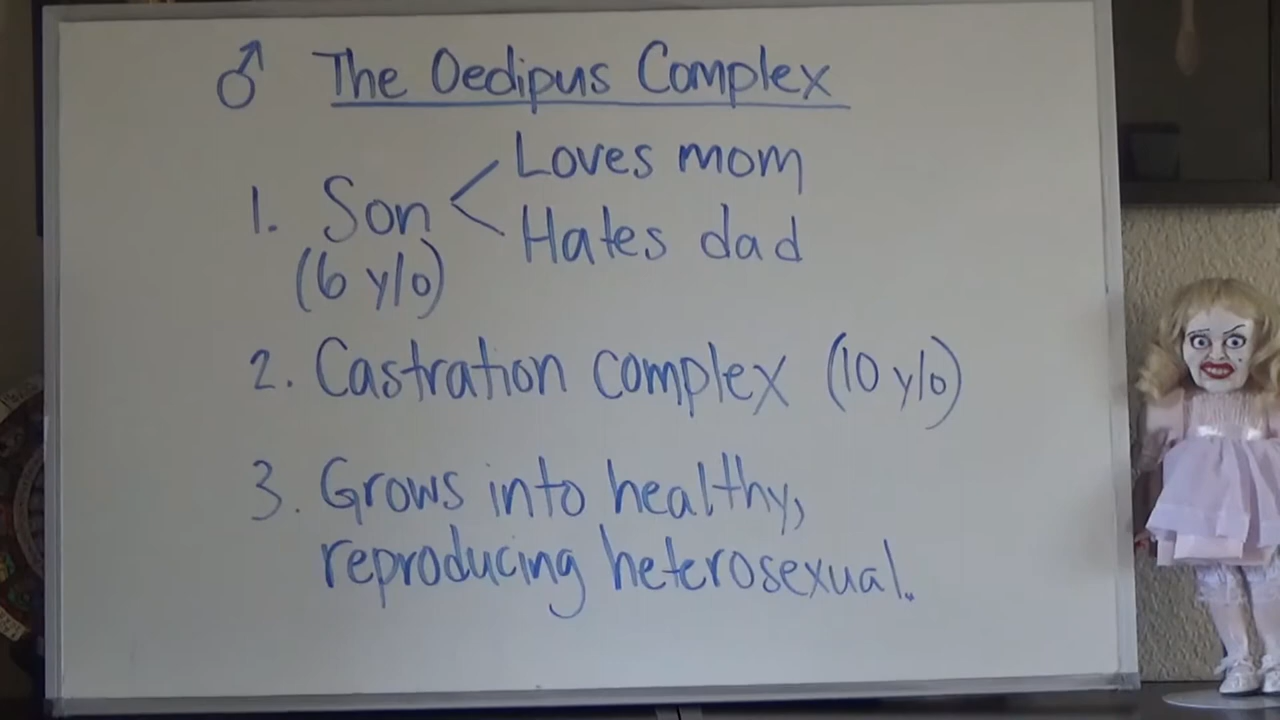 ♂ The Oedipus Complex
Loves mom
1. Son <
Hates dad
(6 y/o)
2. Castration complex (10 y/o)
3. Grows into healthy,
reproducing heterosexual.